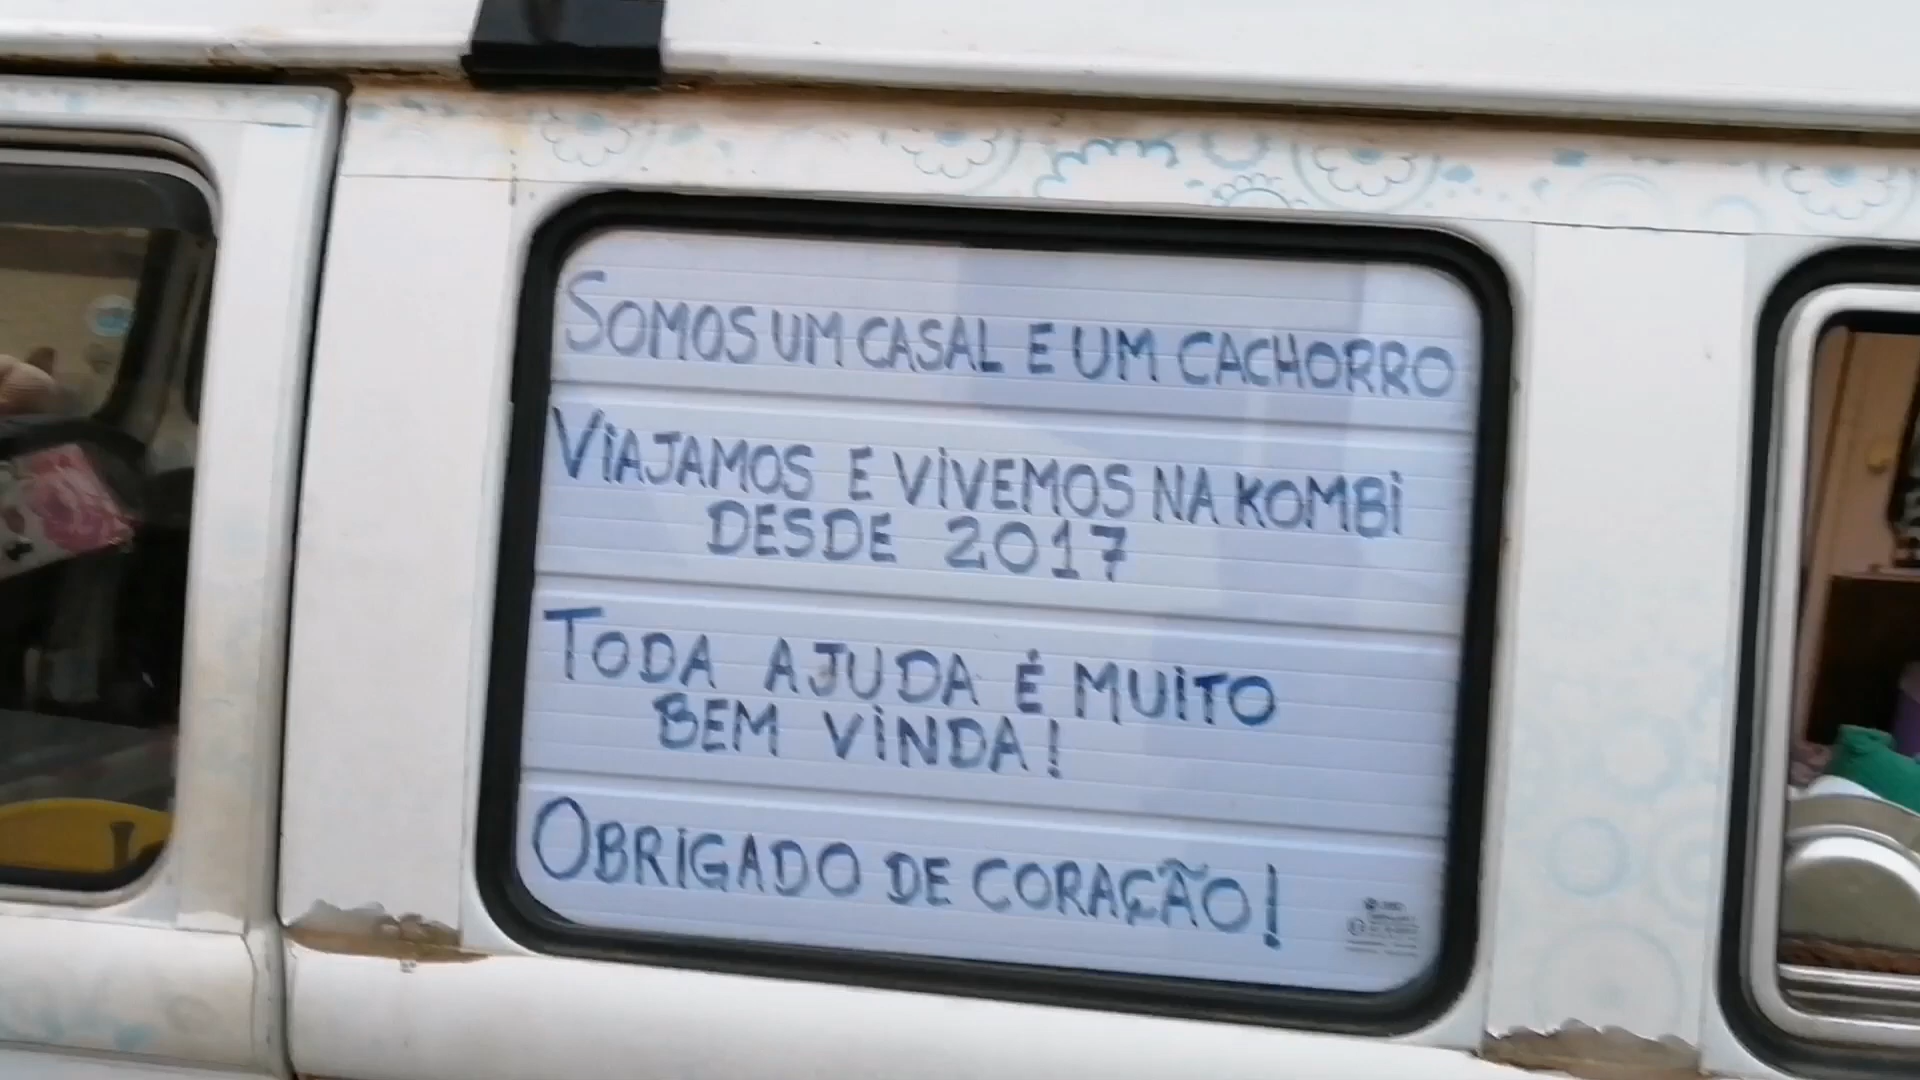 SOMOS UM CASAL E UM CACHORRO
ViAJAMOS E ViVEMOS NA KOMBi
DESDE 2017
TODA AJUDA É MUiTO
BEM ViNDA!
OBRiGADO DE CORAÇÃO!